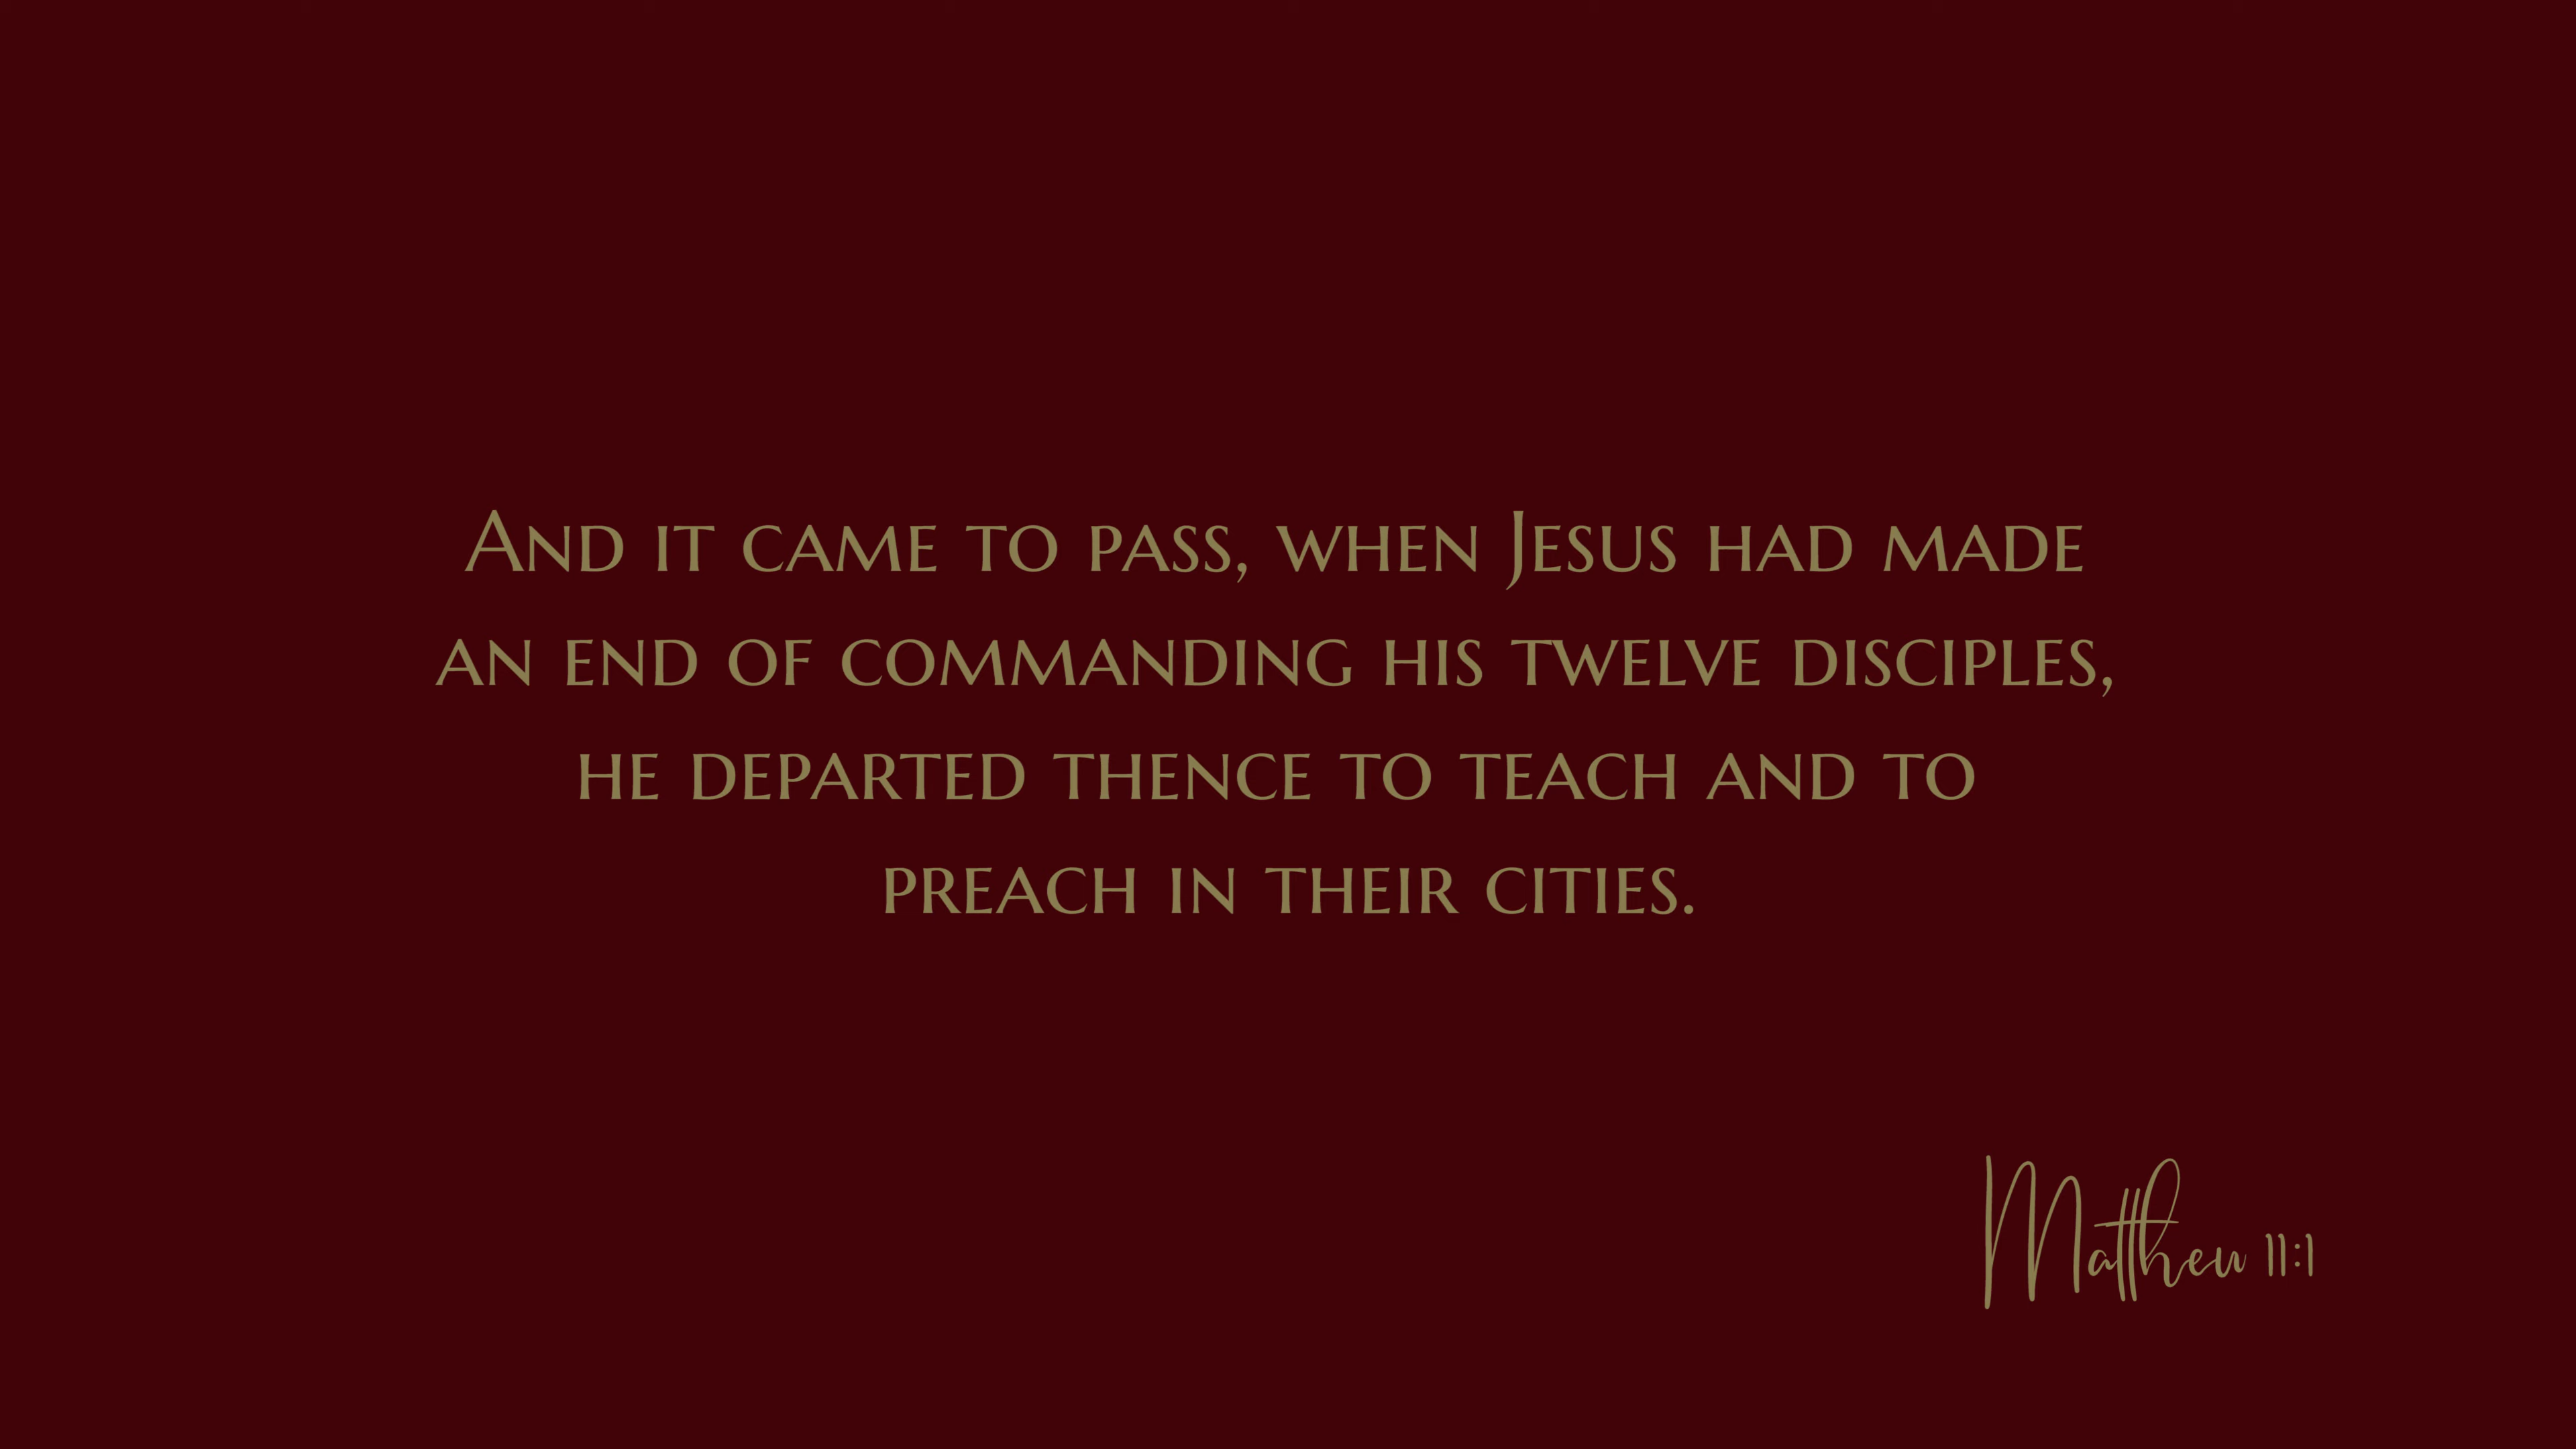 And it came to pass, when Jesus had made
an end of commanding his twelve disciples,
he departed thence to teach and to
preach in their cities.
Matthew 11:1